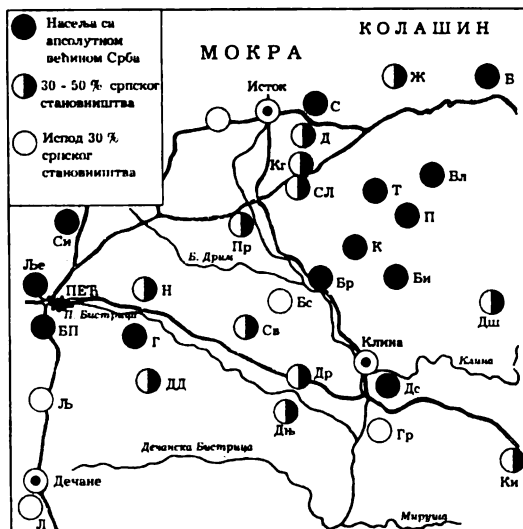 Насеља са
апсолутном
већином Срба
30 - 50 % српског
становништва
Испод 30 %
српског
становништва
КОЛАШИН
МОКРА
Ж
В
Исток
С
Д
Кг
СЛ
Вл
Т
П
Си
Пр
К
Б. Дрим
Ље
ПЕЋ
Н
Бс
Бр
Би
Дш
П. Бистрица
БП
Г
Св
Клина
Клина
ДД
Др
Дс
Љ
Дњ
Гр
Дечанска Бистрица
Ки
Дечане
Л
Мируша